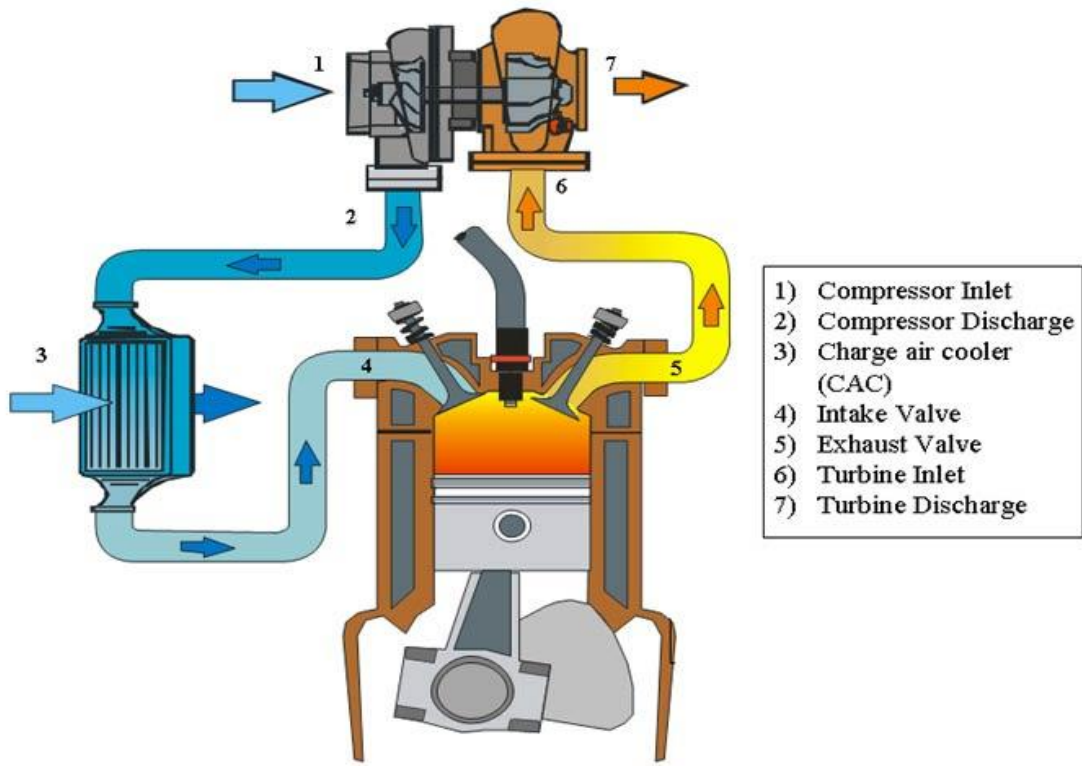 1
7
6
2
3
4
5
1) Compressor Inlet
2) Compressor Discharge
3) Charge air cooler
(CAC)
4) Intake Valve
5) Exhaust Valve
6) Turbine Inlet
7) Turbine Discharge